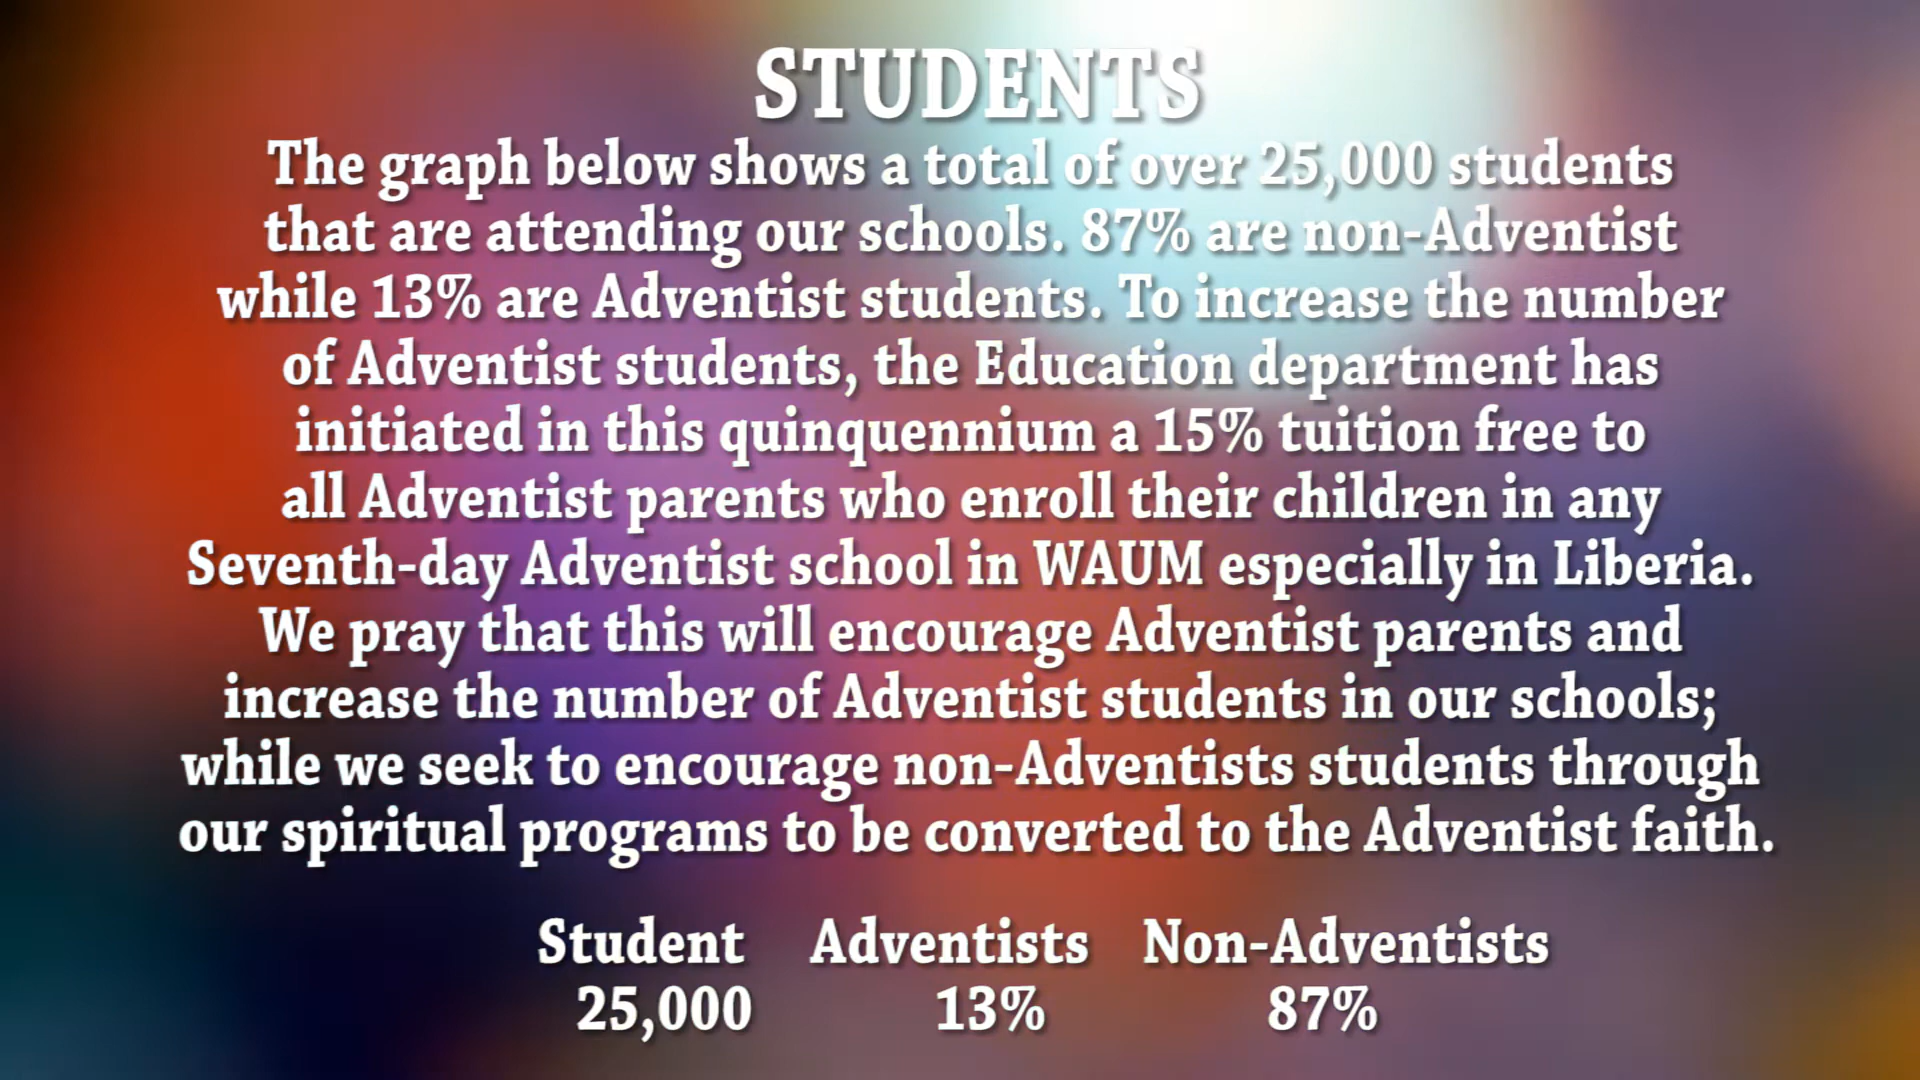 STUDENTS
The graph below shows a total of over 25,000 students
that are attending our schools. 87% are non-Adventist
while 13% are Adventist students. To increase the number
of Adventist students, the Education department has
initiated in this quinquennium a 15% tuition free to
all Adventist parents who enroll their children in any
Seventh-day Adventist school in WAUM especially in Liberia.
We pray that this will encourage Adventist parents and
increase the number of Adventist students in our schools;
while we seek to encourage non-Adventists students through
our spiritual programs to be converted to the Adventist faith.
Student Adventists Non-Adventists
25,000 13% 87%